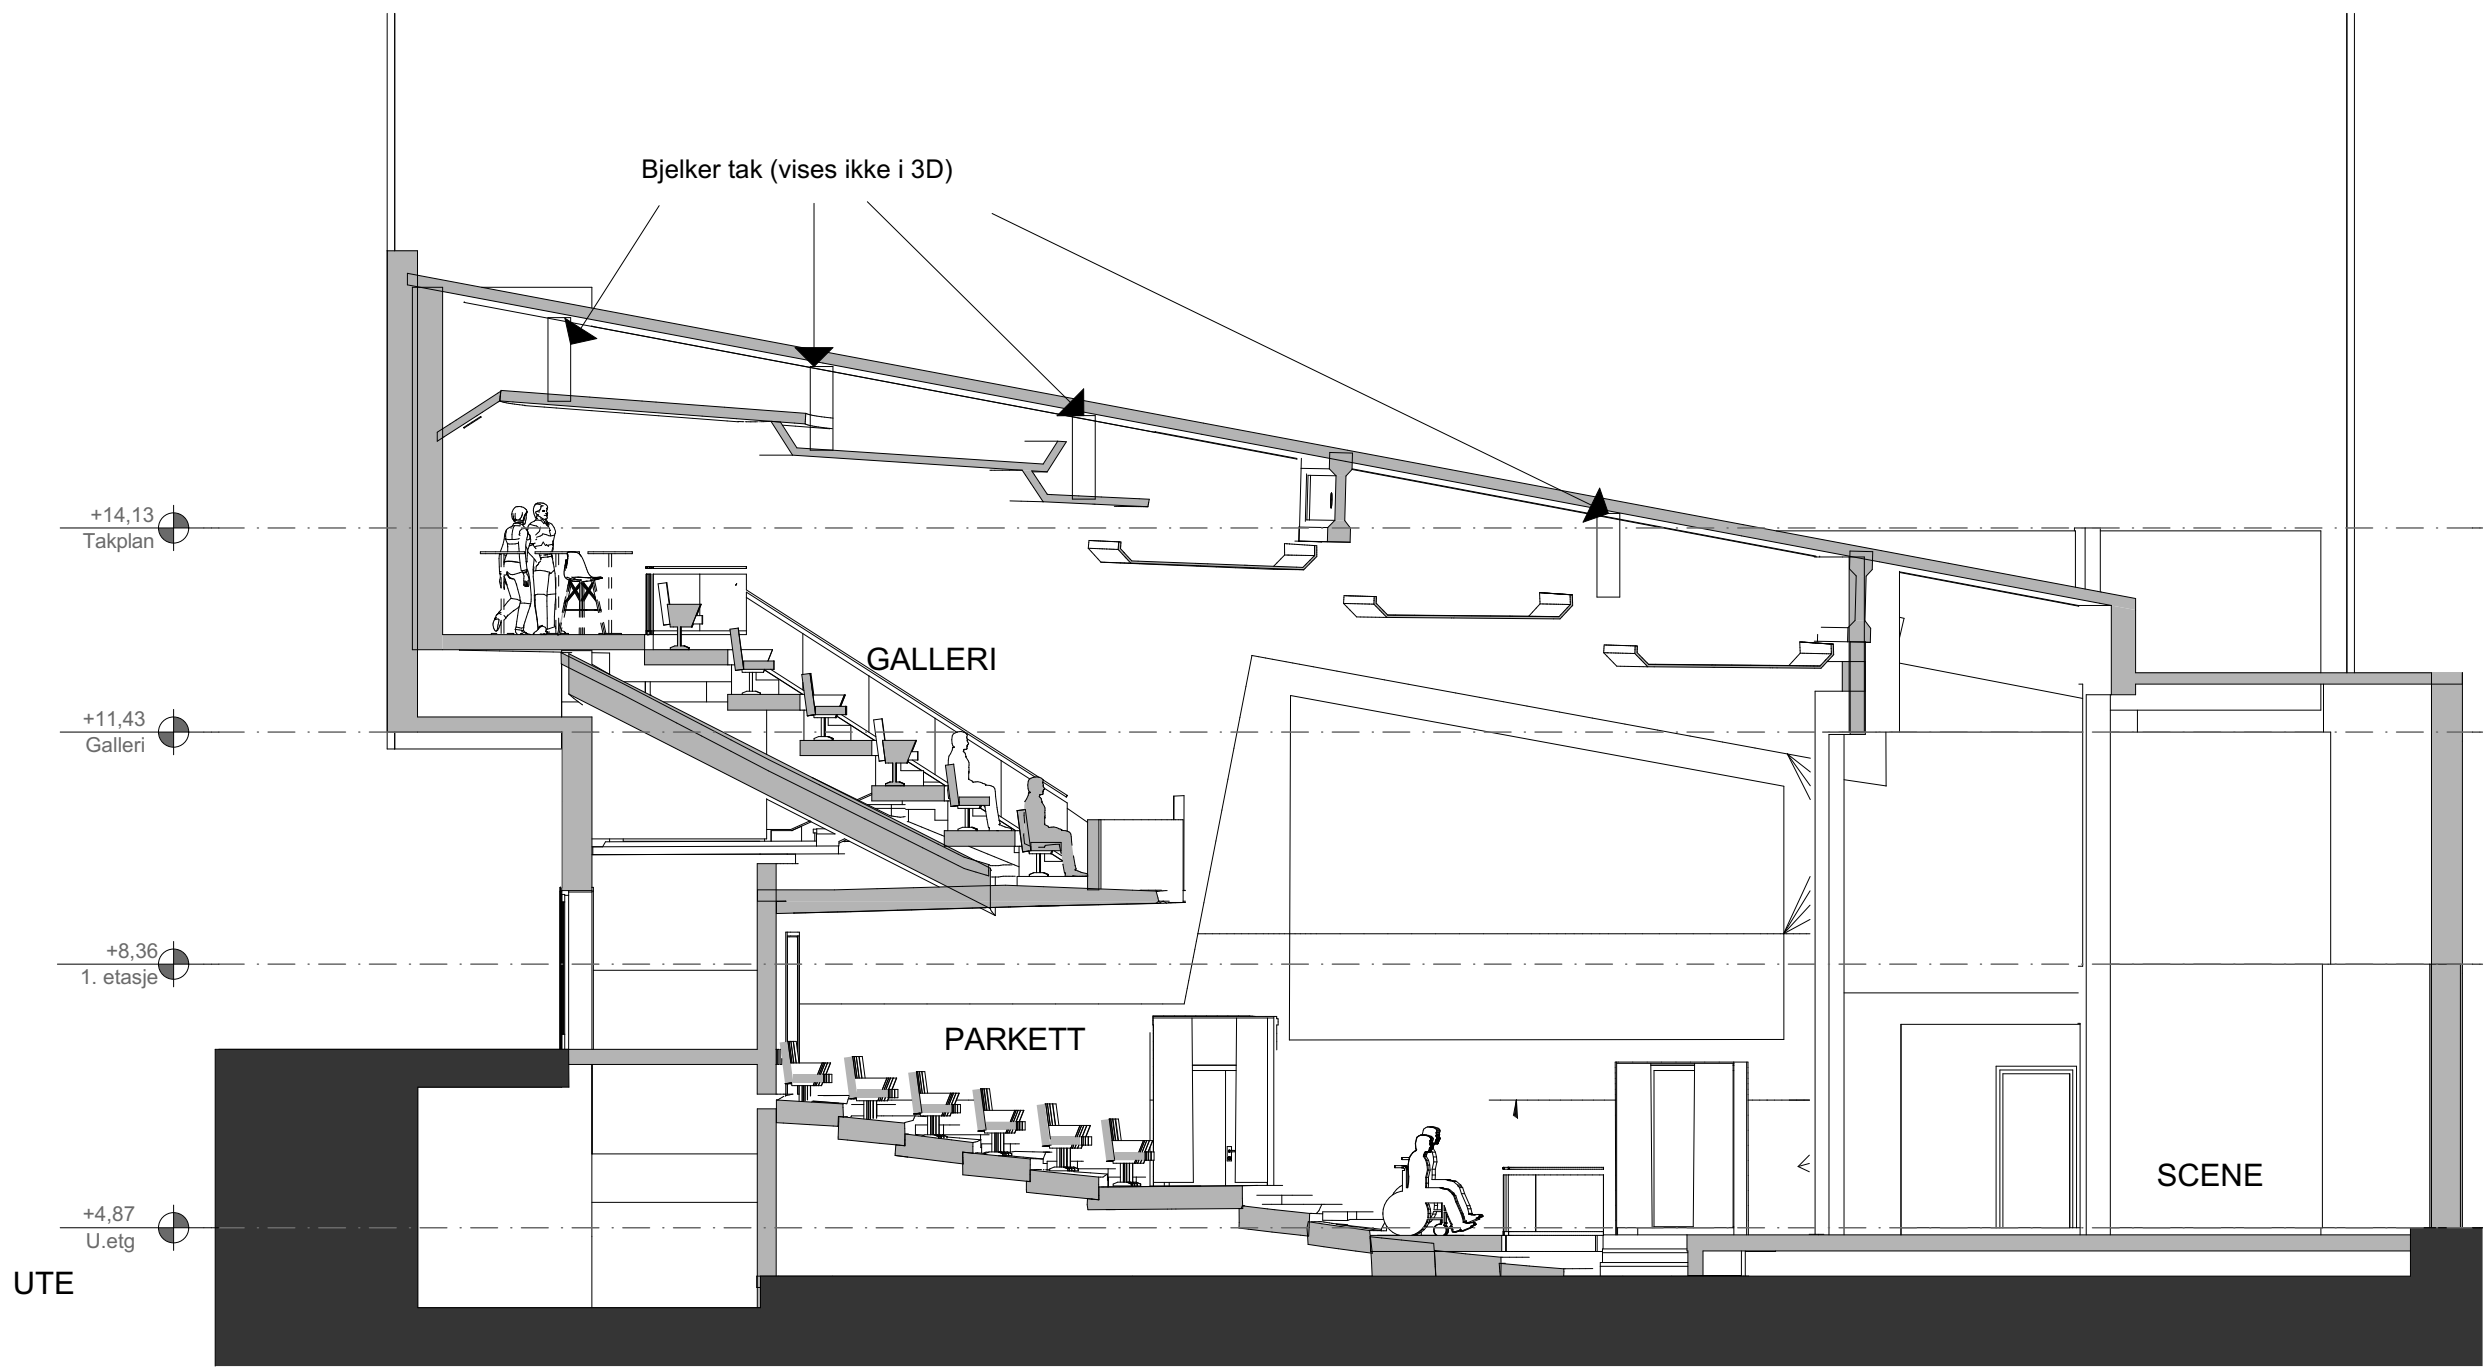 Bjelker tak (vises ikke i 3D)
+14,13
Takplan
GALLERI
+11,43
Galleri
+8,36
1. etasje
PARKETT
SCENE
+4,87
U.etg
UTE